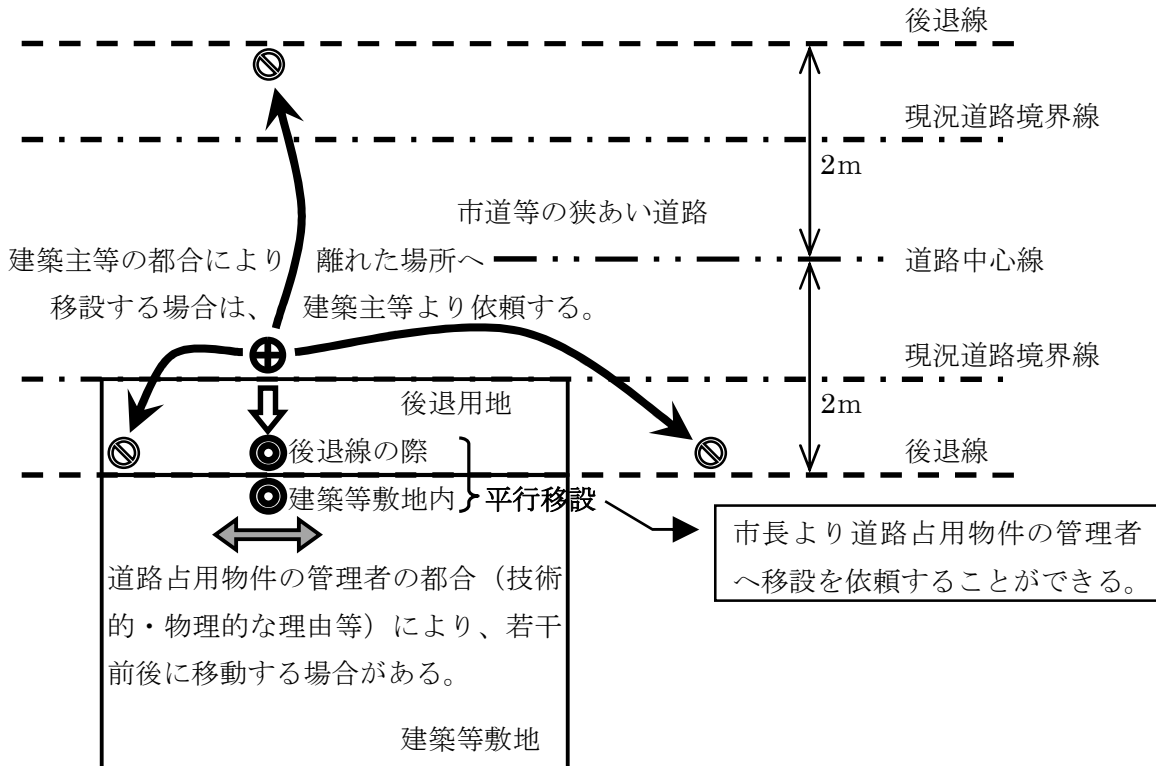 後退線
現況道路境界線
2m
市道等の狭あい道路
建築主等の都合により 離れた場所へ
道路中心線
移設する場合は、 建築主等より依頼する。
現況道路境界線
後退用地
2m
後退線の際
後退線
建築等敷地内
平行移設
市長より道路占用物件の管理者
へ移設を依頼することができる。
道路占用物件の管理者の都合（技術
的・物理的な理由等）により、若干
前後に移動する場合がある。
建築等敷地